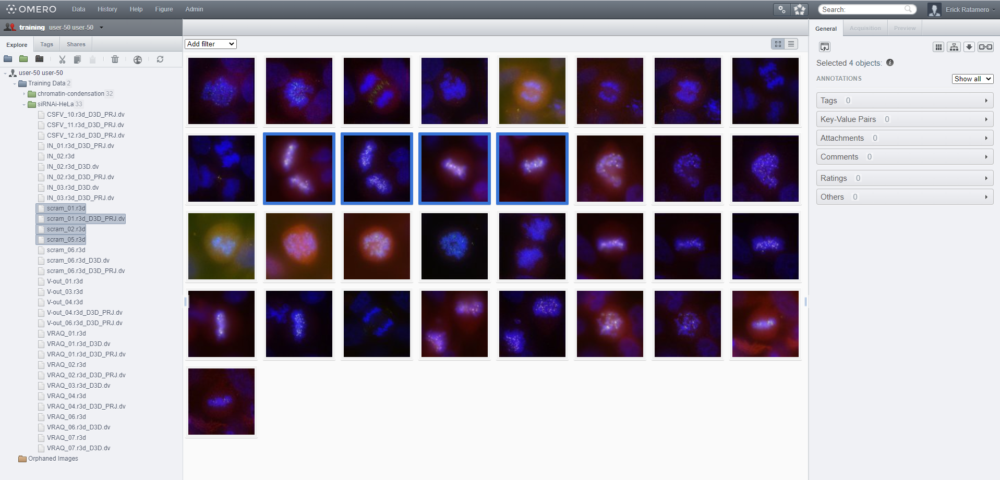 OMERO Data History Help Figure Admin Search: Erick Ratamero
training user-50 user-50
Explore Tags Shares
Add filter
user-50 user-50
Training Data 2
chromatin-condensation 32
siRNAi-HeLa 33
CSFV_10.r3d_D3D_PRJ.dv
CSFV_11.r3d_D3D_PRJ.dv
CSFV_12.r3d_D3D_PRJ.dv
IN_01.r3d_D3D_PRJ.dv
IN_02.r3d
IN_02.r3d_D3D.dv
IN_02.r3d_D3D_PRJ.dv
IN_03.r3d_D3D.dv
IN_03.r3d_D3D_PRJ.dv
scram_01.r3d
scram_01.r3d_D3D_PRJ.dv
scram_02.r3d
scram_05.r3d
scram_06.r3d
scram_06.r3d_D3D.dv
scram_06.r3d_D3D_PRJ.dv
V-out_01.r3d
V-out_03.r3d
V-out_04.r3d
V-out_04.r3d_D3D_PRJ.dv
V-out_06.r3d_D3D_PRJ.dv
VRAQ_01.r3d
VRAQ_01.r3d_D3D.dv
VRAQ_01.r3d_D3D_PRJ.dv
VRAQ_02.r3d
VRAQ_02.r3d_D3D_PRJ.dv
VRAQ_03.r3d_D3D.dv
VRAQ_04.r3d
VRAQ_04.r3d_D3D_PRJ.dv
VRAQ_06.r3d
VRAQ_06.r3d_D3D.dv
VRAQ_07.r3d
VRAQ_07.r3d_D3D.dv
Orphaned Images
General Acquisition Preview
Selected 4 objects:
ANNOTATIONS Show all
Tags 0
Key-Value Pairs 0
Attachments 0
Comments 0
Ratings 0
Others 0